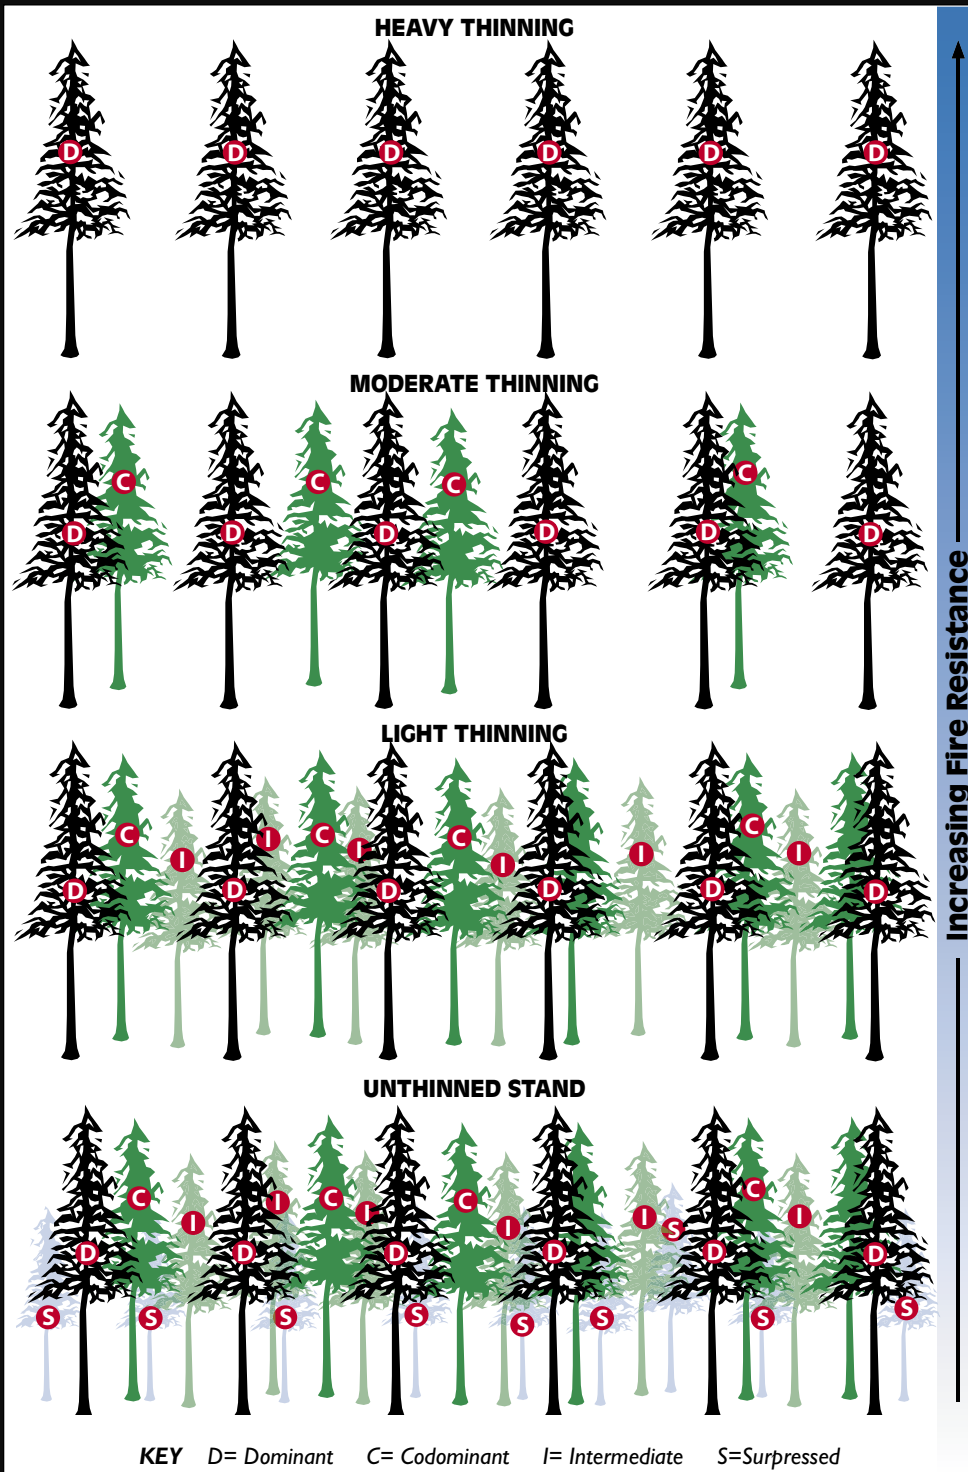 HEAVY THINNING
D D D D D D
MODERATE THINNING
C C C C
D D D D D D
LIGHT THINNING
C I I C I C I I C I
D D D D D D
UNTHINNED STAND
C I I C I C I I S C I
D D D D D D
S S S S S S S S
KEY D= Dominant C= Codominant I= Intermediate S=Surpressed
Increasing Fire Resistance